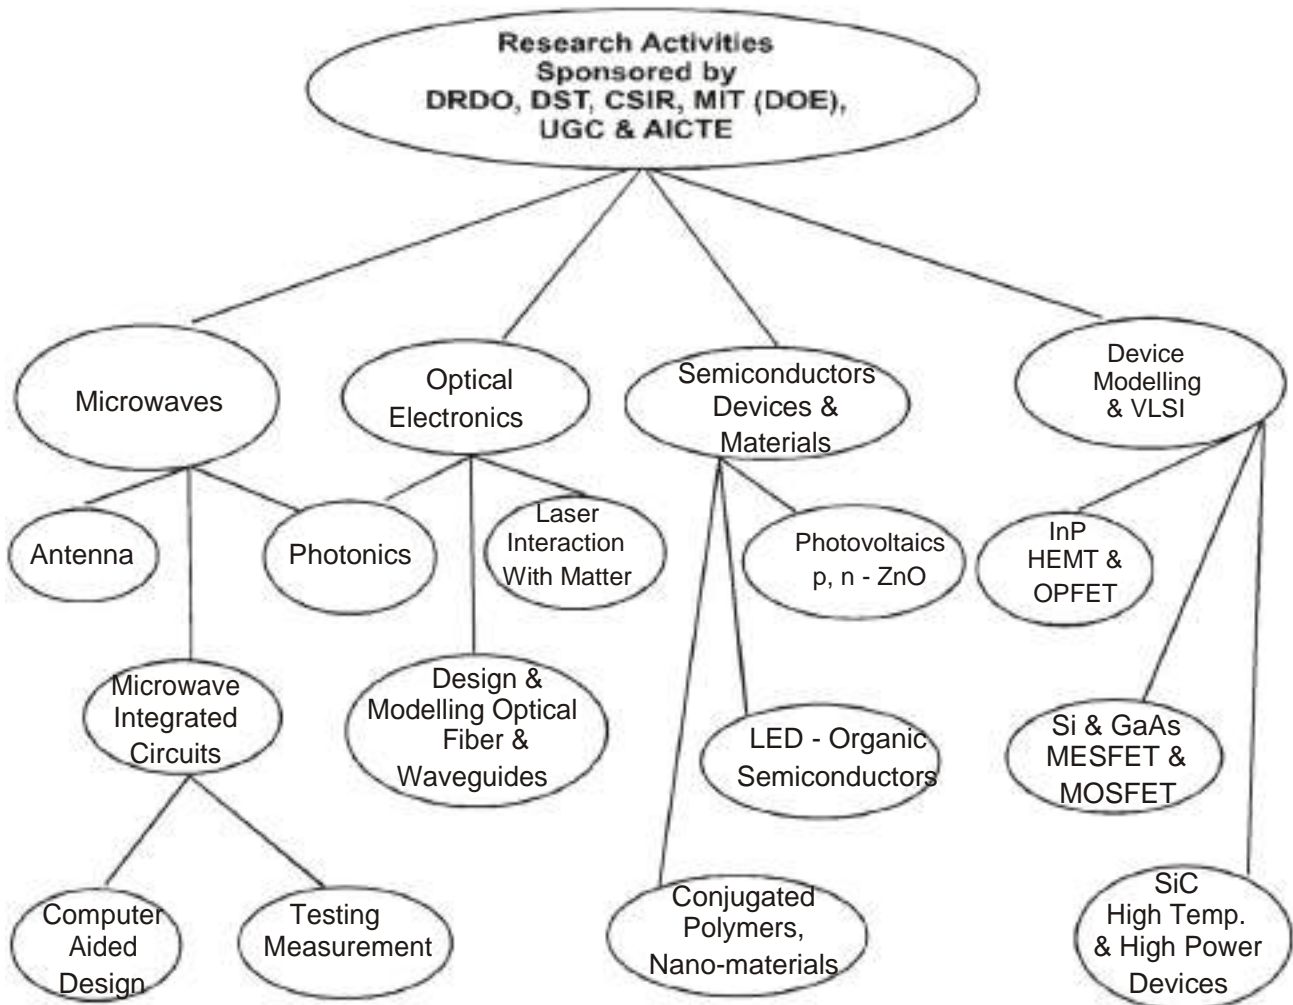 Research Activities
Sponsored by
DRDO, DST, CSIR, MIT (DOE),
UGC & AICTE
Microwaves
Optical
Electronics
Semiconductors
Devices &
Materials
Device
Modelling
& VLSI
Antenna
Photonics
Laser
Interaction
With Matter
Photovoltaics
p, n - ZnO
InP
HEMT &
OPFET
Microwave
Integrated
Circuits
Design &
Modelling Optical
Fiber &
Waveguides
LED - Organic
Semiconductors
Si & GaAs
MESFET &
MOSFET
Computer
Aided
Design
Testing
Measurement
Conjugated
Polymers,
Nano-materials
SiC
High Temp.
& High Power
Devices